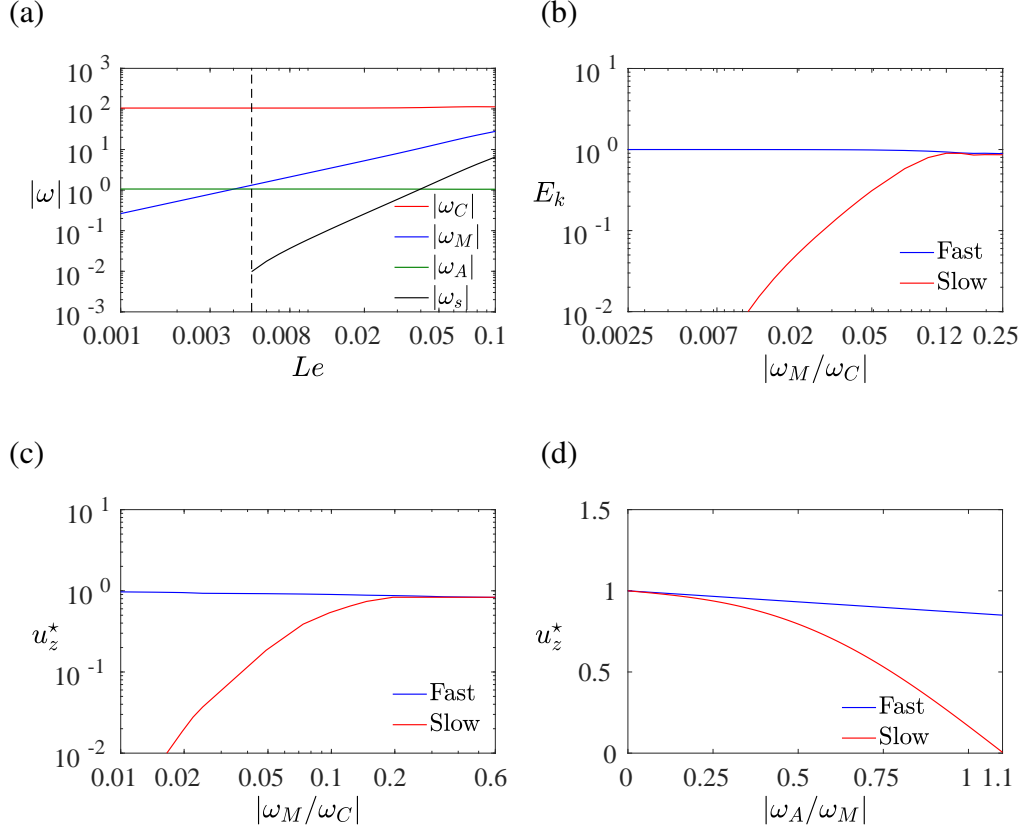 (a)
(b)
10^3
10^2
10^1
10^0
10^-1
10^-2
10^-3
|ω|
0.001
0.003
0.008
0.02
0.05
0.1
Le
|ω_C|
|ω_M|
|ω_A|
|ω_s|
10^1
10^0
10^-1
10^-2
E_k
0.0025
0.007
0.02
0.05
0.12
0.25
|ω_M/ω_C|
Fast
Slow
(c)
(d)
10^1
10^0
10^-1
10^-2
u_z^⋆
0.01
0.02
0.05
0.1
0.2
0.6
|ω_M/ω_C|
Fast
Slow
1.5
1
0.5
0
u_z^⋆
0
0.25
0.5
0.75
1
1.1
|ω_A/ω_M|
Fast
Slow